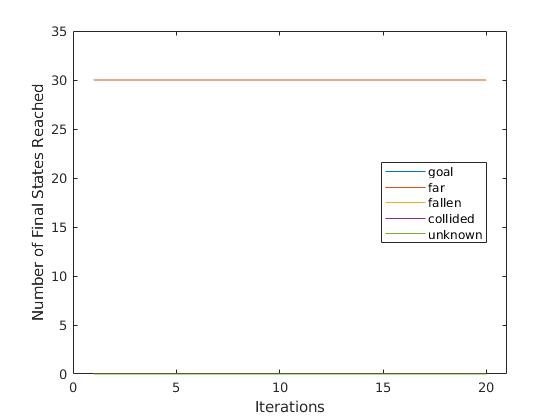 35
30
25
20
15
10
5
0
Number of Final States Reached
goal
far
fallen
collided
unknown
0 5 10 15 20
Iterations